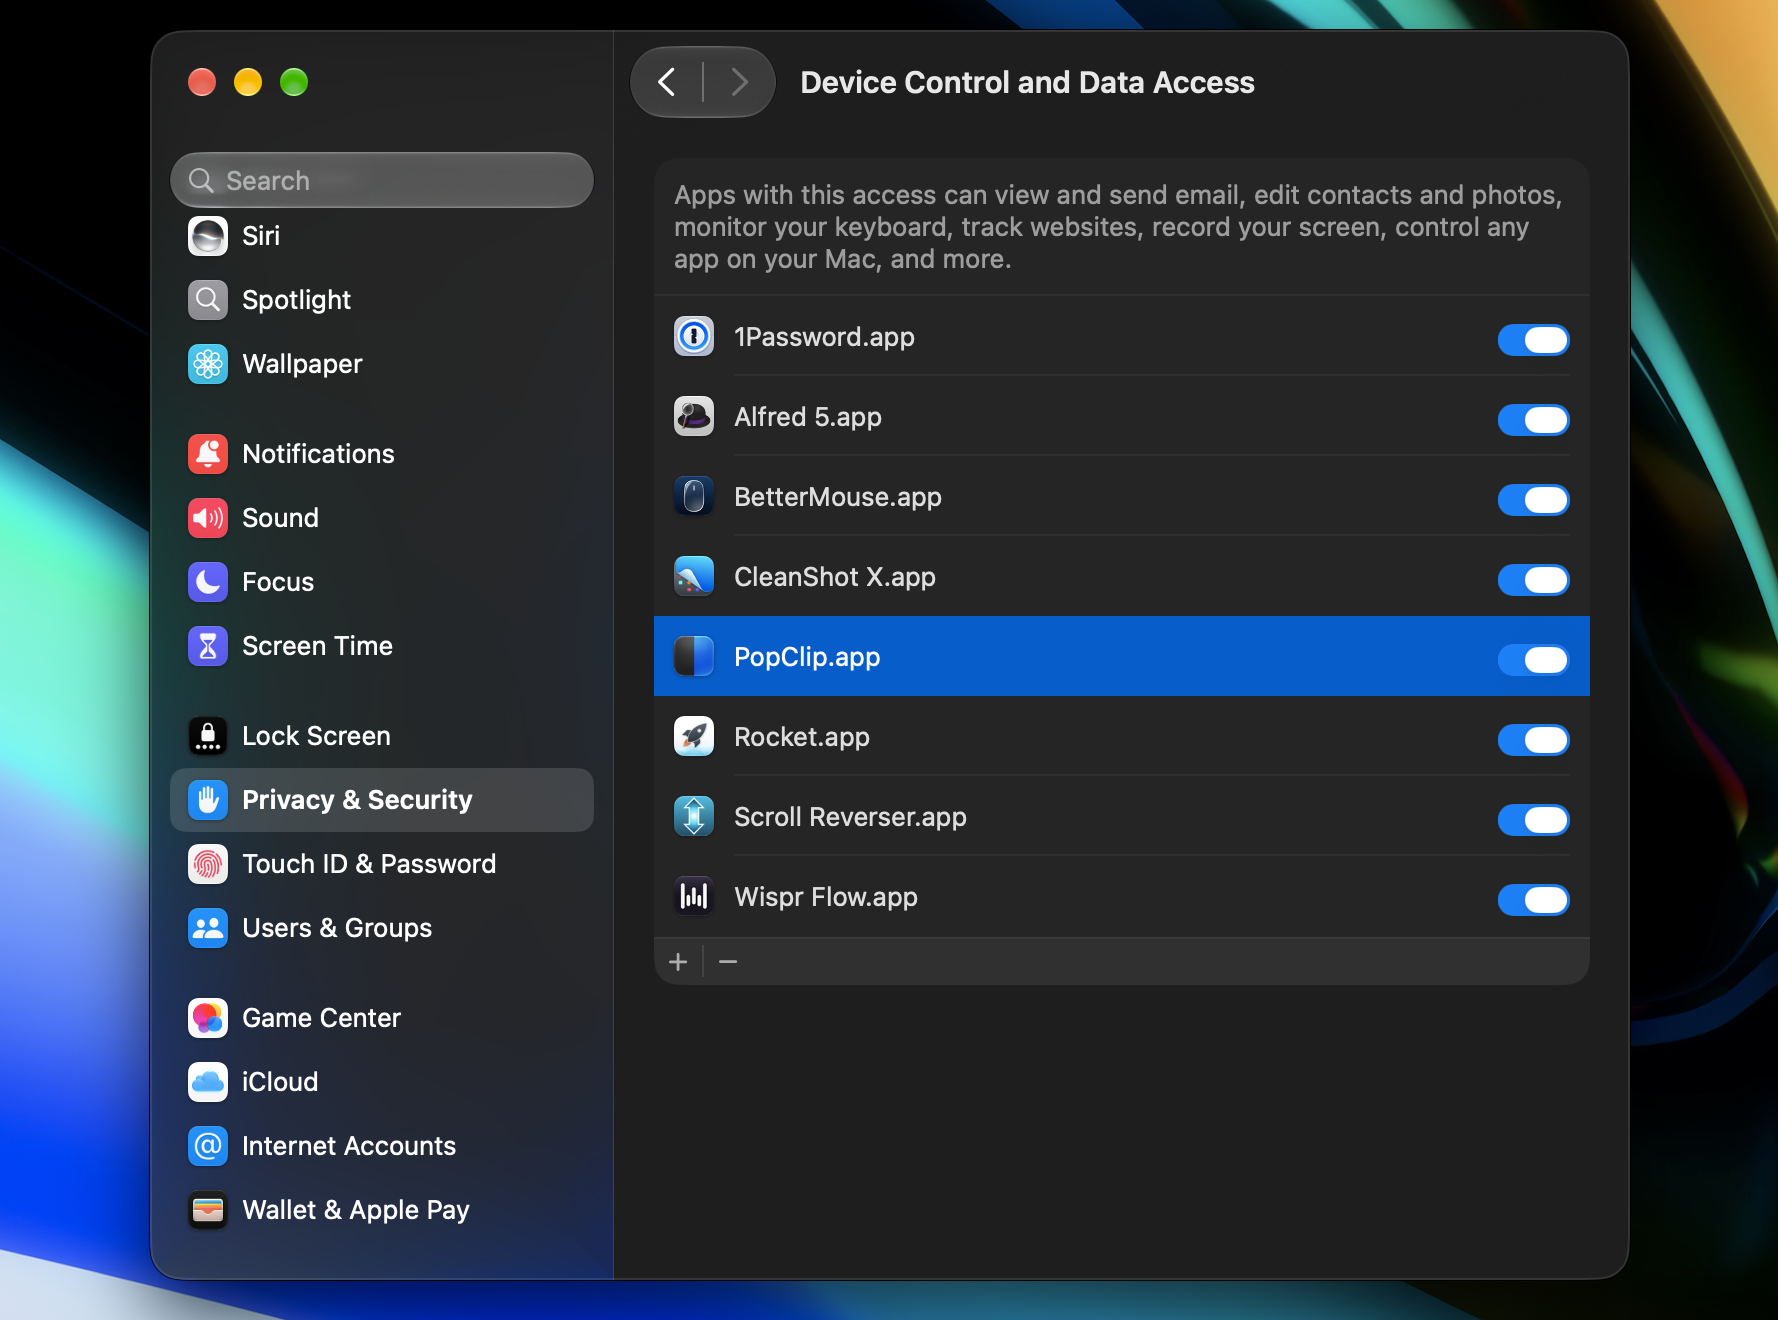 Search
Siri
Spotlight
Wallpaper
Notifications
Sound
Focus
Screen Time
Lock Screen
Privacy & Security
Touch ID & Password
Users & Groups
Game Center
iCloud
Internet Accounts
Wallet & Apple Pay
Device Control and Data Access
Apps with this access can view and send email, edit contacts and photos,
monitor your keyboard, track websites, record your screen, control any
app on your Mac, and more.
1Password.app
Alfred 5.app
BetterMouse.app
CleanShot X.app
PopClip.app
Rocket.app
Scroll Reverser.app
Wispr Flow.app